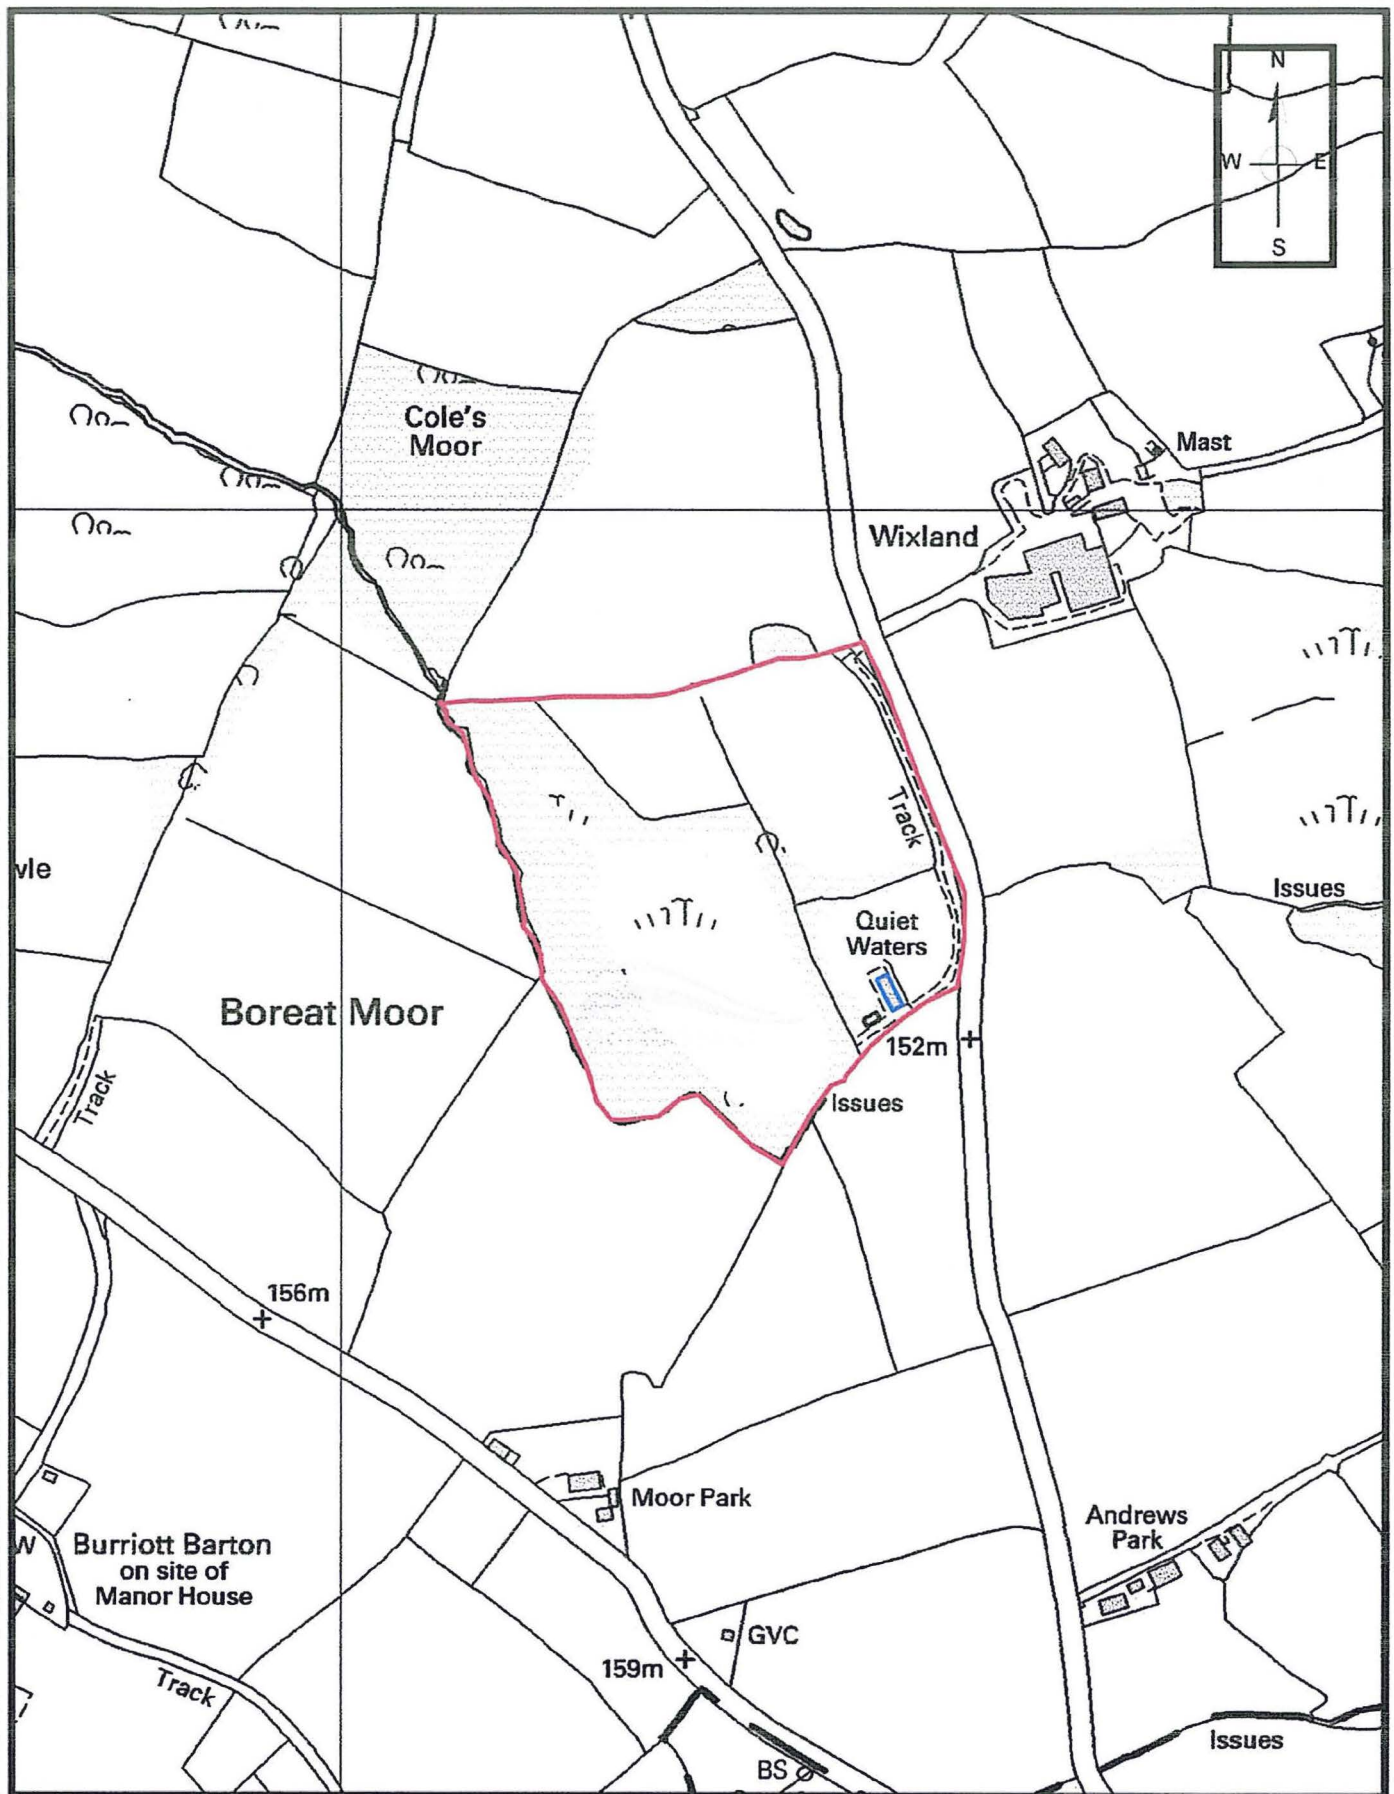 N
W E
S
Cole's
Moor
Mast
Wixland
Track
wle
Issues
Quiet
Waters
Boreat Moor
152m
Track
Issues
156m
Moor Park
Andrews
Park
W
Burriott Barton
on site of
Manor House
GVC
159m
Track
Issues
BS